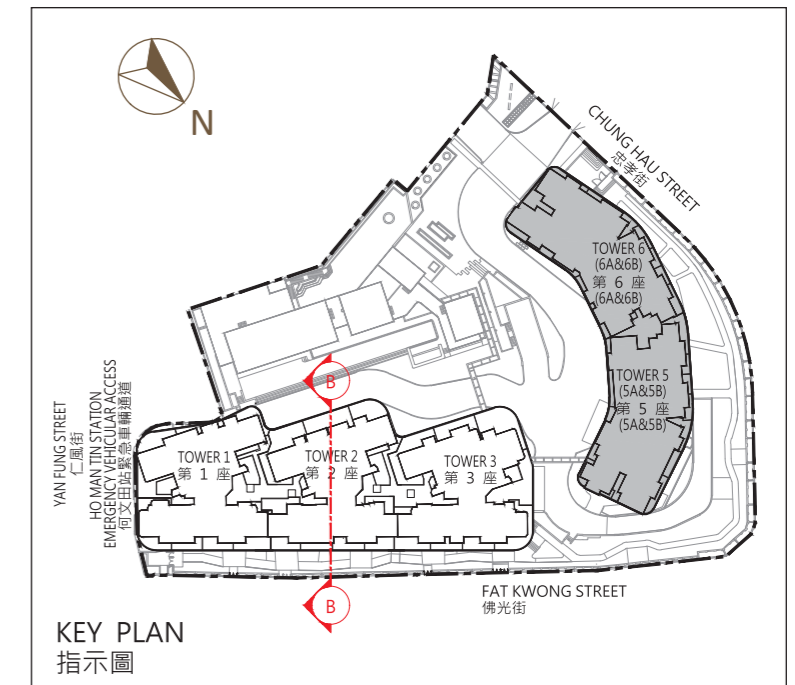 N
CHUNG HAU STREET
忠孝街
TOWER 6
(6A&6B)
第 6 座
(6A&6B)
TOWER 5
(5A&5B)
第 5 座
(5A&5B)
B
YAN FUNG STREET
仁風街
HO MAN TIN STATION
EMERGENCY VEHICULAR ACCESS
何文田站緊急車輛通道
TOWER 1
第 1 座
TOWER 2
第 2 座
TOWER 3
第 3 座
B
FAT KWONG STREET
佛光街
KEY PLAN
指示圖